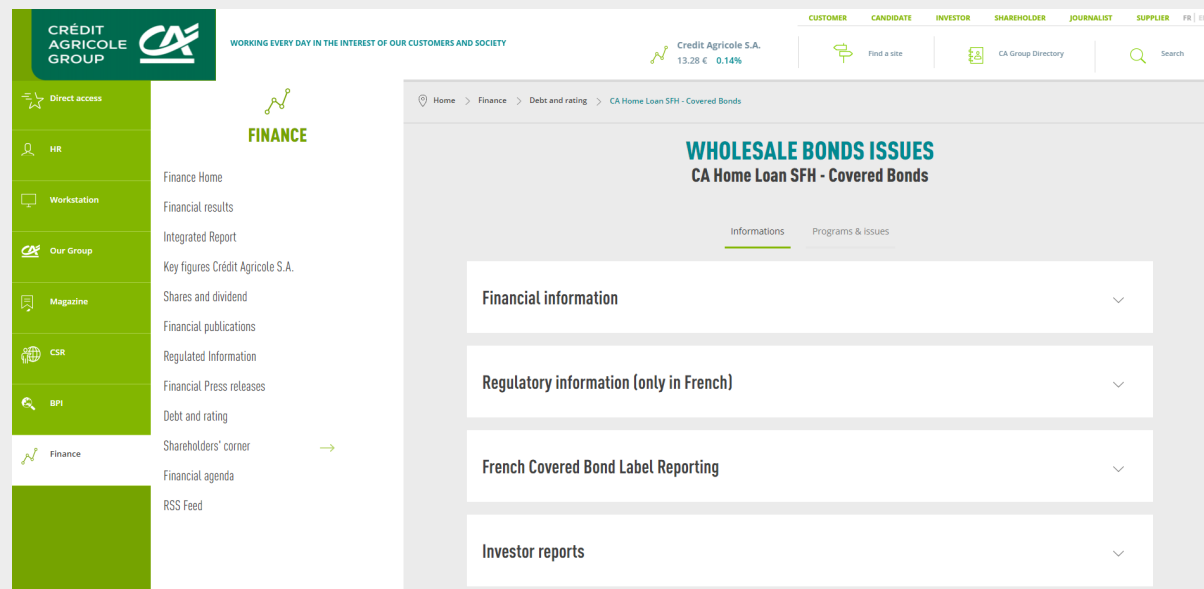 CUSTOMER CANDIDATE INVESTOR SHAREHOLDER JOURNALIST SUPPLIER FR
CRÉDIT
AGRICOLE
GROUP
WORKING EVERY DAY IN THE INTEREST OF OUR CUSTOMERS AND SOCIETY
Credit Agricole S.A.
13.28 € 0.14%
Find a site
CA Group Directory
Search
Direct access
HR
Workstation
Our Group
Magazine
CSR
BPI
Finance
FINANCE
Finance Home
Financial results
Integrated Report
Key figures Crédit Agricole S.A.
Shares and dividend
Financial publications
Regulated Information
Financial Press releases
Debt and rating
Shareholders' corner
Financial agenda
RSS Feed
Home > Finance > Debt and rating > CA Home Loan SFH - Covered Bonds
WHOLESALE BONDS ISSUES
CA Home Loan SFH - Covered Bonds
Informations Programs & issues
Financial information
Regulatory information (only in French)
French Covered Bond Label Reporting
Investor reports